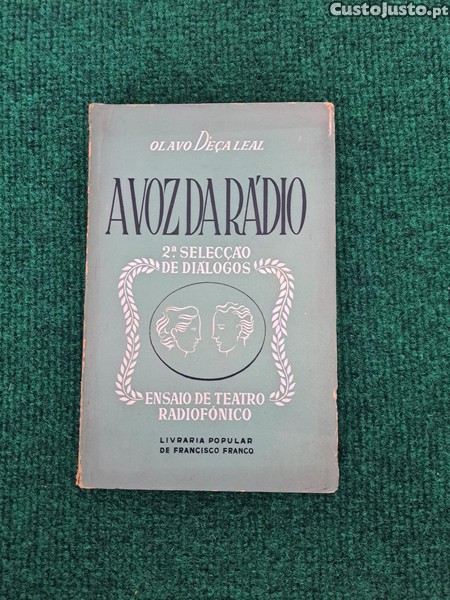 CustoJusto.pt
OLAVO D'EÇA LEAL
A VOZ DA RÁDIO
2.ª SELECÇÃO
DE DIÁLOGOS
ENSAIO DE TEATRO
RADIOFÓNICO
LIVRARIA POPULAR
DE FRANCISCO FRANCO